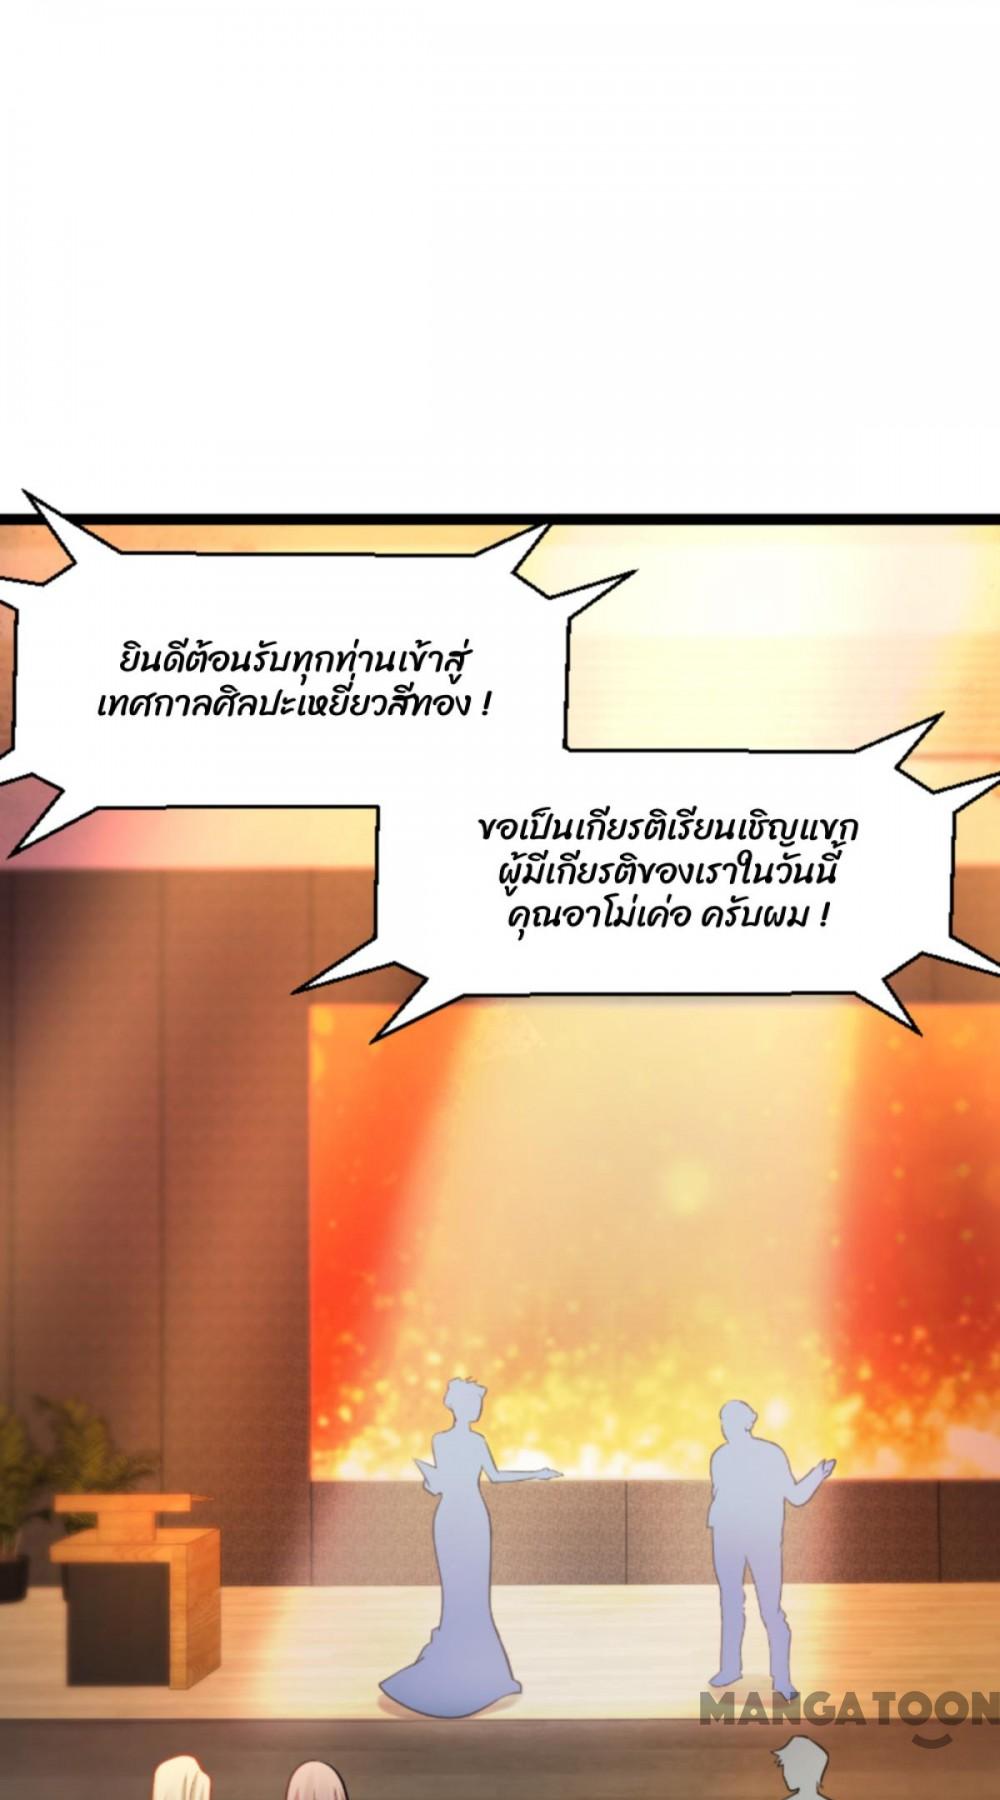 ยินดีต้อนรับทุกท่านเข้าสู่
เทศกาลศิลปะเหยี่ยวสีทอง !
ขอเป็นเกียรติเรียนเชิญแขก
ผู้มีเกียรติของเราในวันนี้
คุณอาโม่เค่อ ครับผม !
MANGATOON